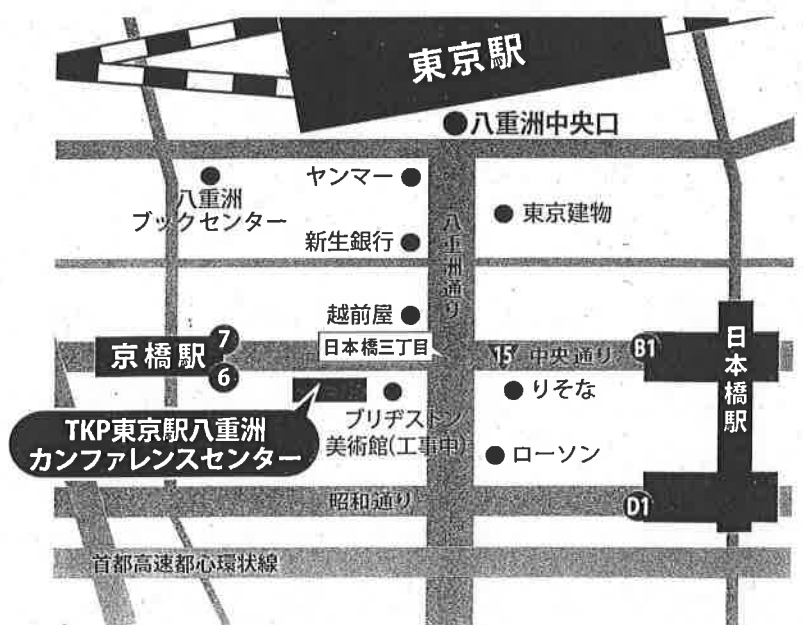 東京駅
八重洲中央口
八重洲
ブックセンター
ヤンマー
東京建物
新生銀行
八重洲通り
越前屋
日本橋三丁目
京橋駅
7
6
15
中央通り
B1
日本橋駅
りそな
ブリヂストン
美術館(工事中)
TKP東京駅八重洲
カンファレンスセンター
ローソン
昭和通り
D1
首都高速都心環状線